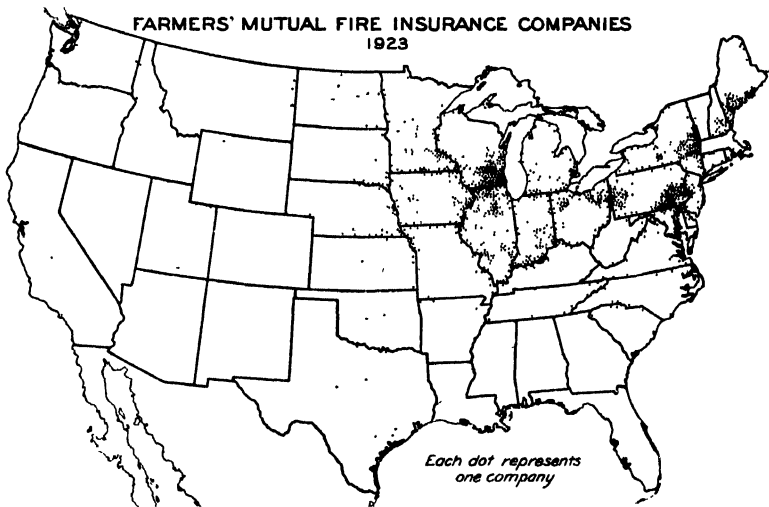 FARMERS' MUTUAL FIRE INSURANCE COMPANIES
1923
Each dot represents
one company